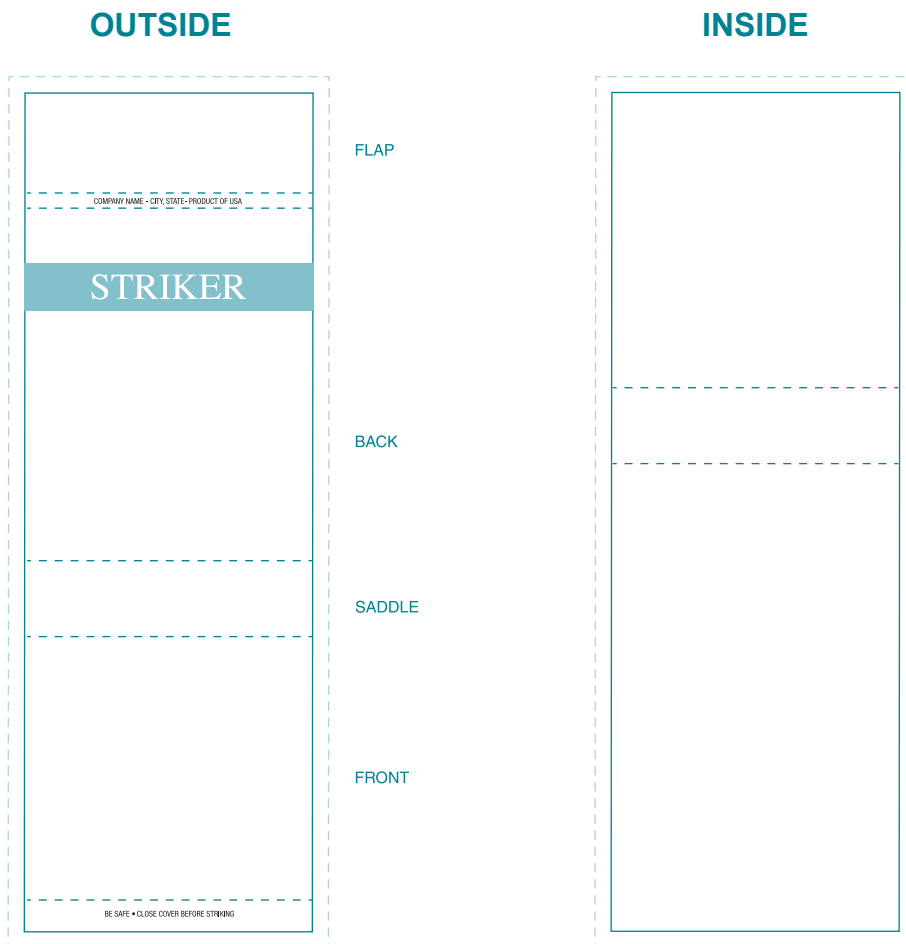 OUTSIDE
INSIDE
FLAP
COMPANY NAME • CITY, STATE• PRODUCT OF USA
STRIKER
BACK
SADDLE
FRONT
BE SAFE • CLOSE COVER BEFORE STRIKING